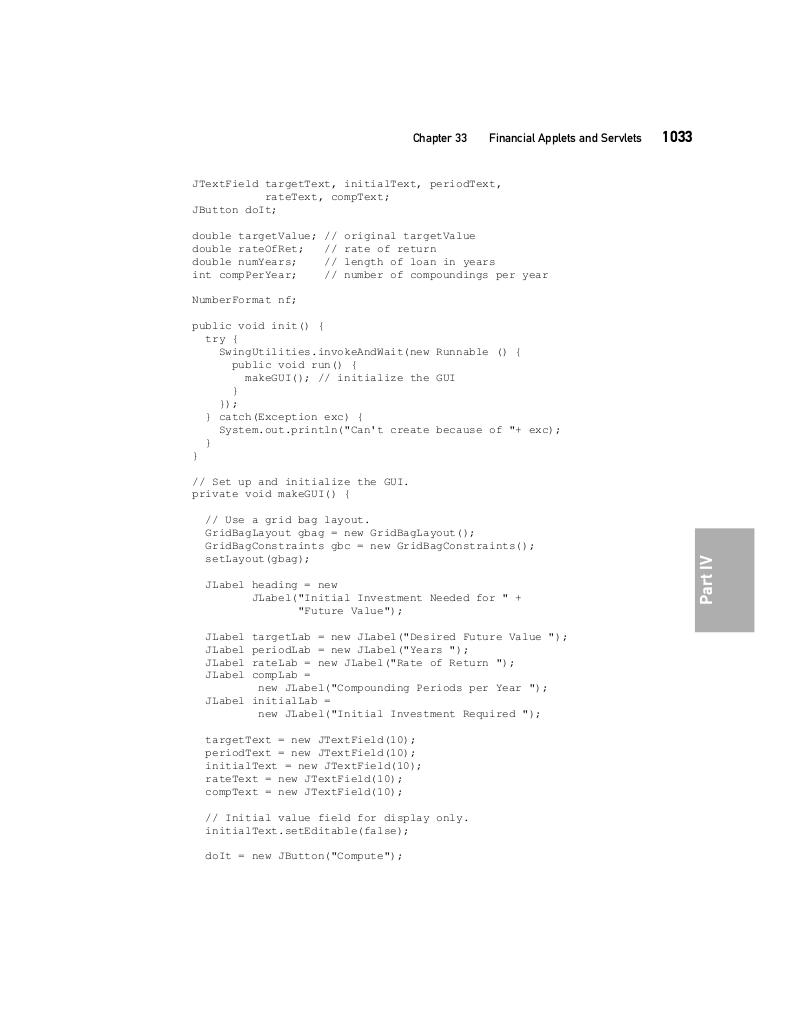 Chapter 33 Financial Applets and Servlets 1033
JTextField targetText, initialText, periodText,
rateText, compText;
JButton doIt;
double targetValue; // original targetValue
double rateOfRet; // rate of return
double numYears; // length of loan in years
int compPerYear; // number of compoundings per year
NumberFormat nf;
public void init() {
try {
SwingUtilities.invokeAndWait(new Runnable () {
public void run() {
makeGUI(); // initialize the GUI
}
});
} catch(Exception exc) {
System.out.println("Can't create because of "+ exc);
}
}
// Set up and initialize the GUI.
private void makeGUI() {
// Use a grid bag layout.
GridBagLayout gbag = new GridBagLayout();
GridBagConstraints gbc = new GridBagConstraints();
setLayout(gbag);
JLabel heading = new
JLabel("Initial Investment Needed for " +
"Future Value");
JLabel targetLab = new JLabel("Desired Future Value ");
JLabel periodLab = new JLabel("Years ");
JLabel rateLab = new JLabel("Rate of Return ");
JLabel compLab =
new JLabel("Compounding Periods per Year ");
JLabel initialLab =
new JLabel("Initial Investment Required ");
targetText = new JTextField(10);
periodText = new JTextField(10);
initialText = new JTextField(10);
rateText = new JTextField(10);
compText = new JTextField(10);
// Initial value field for display only.
initialText.setEditable(false);
doIt = new JButton("Compute");
Part IV